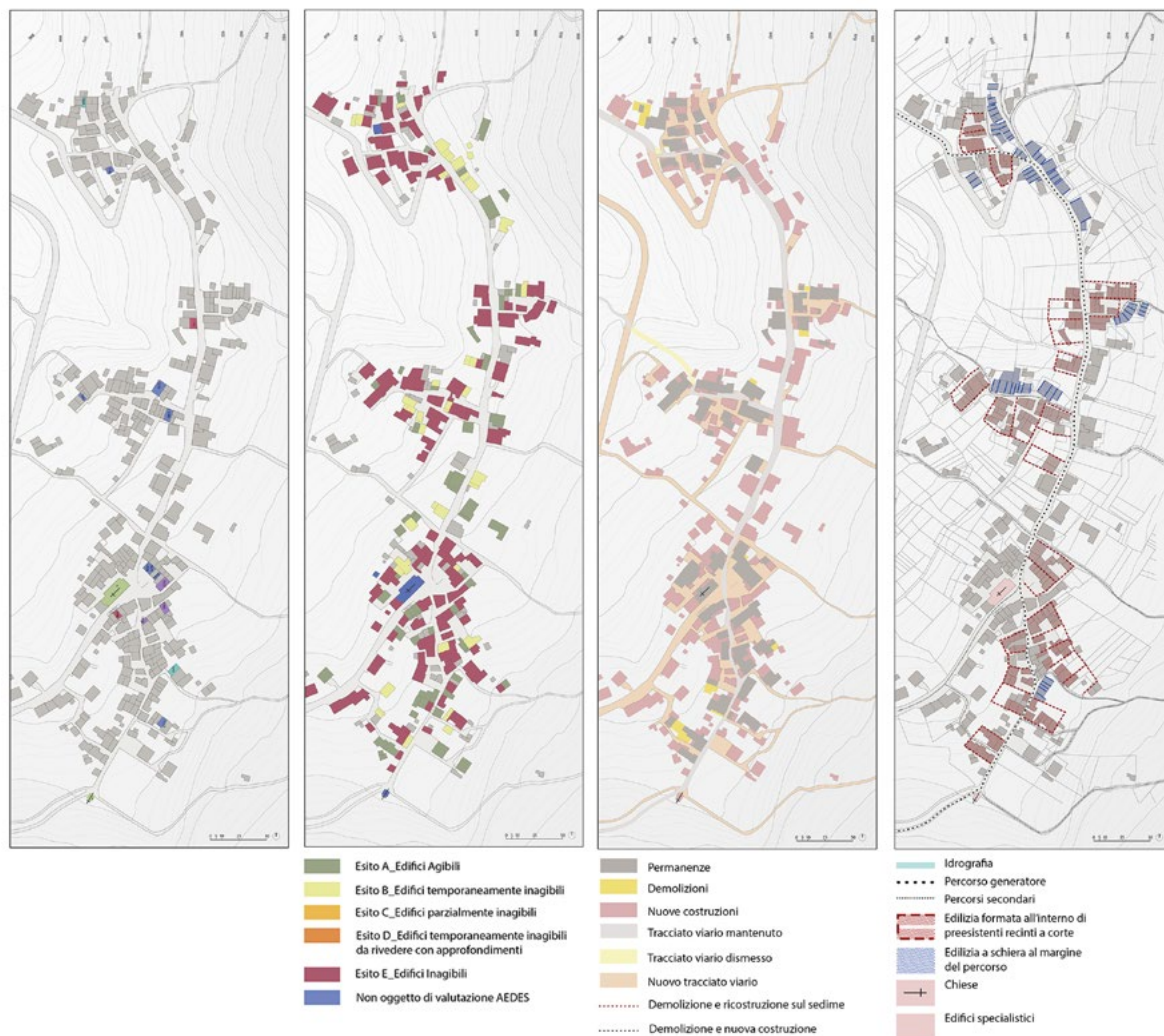 Esito A_Edifici Agibili
Esito B_Edifici temporaneamente inagibili
Esito C_Edifici parzialmente inagibili
Esito D_Edifici temporaneamente inagibili
da rivedere con approfondimenti
Esito E_Edifici Inagibili
Non oggetto di valutazione AEDES
Permanenze
Demolizioni
Nuove costruzioni
Tracciato viario mantenuto
Tracciato viario dismesso
Nuovo tracciato viario
Demolizione e ricostruzione sul sedime
Demolizione e nuova costruzione
Idrografia
Percorso generatore
Percorsi secondari
Edilizia formata all'interno di
preesistenti recinti a corte
Edilizia a schiera al margine
del percorso
Chiese
Edifici specialistici